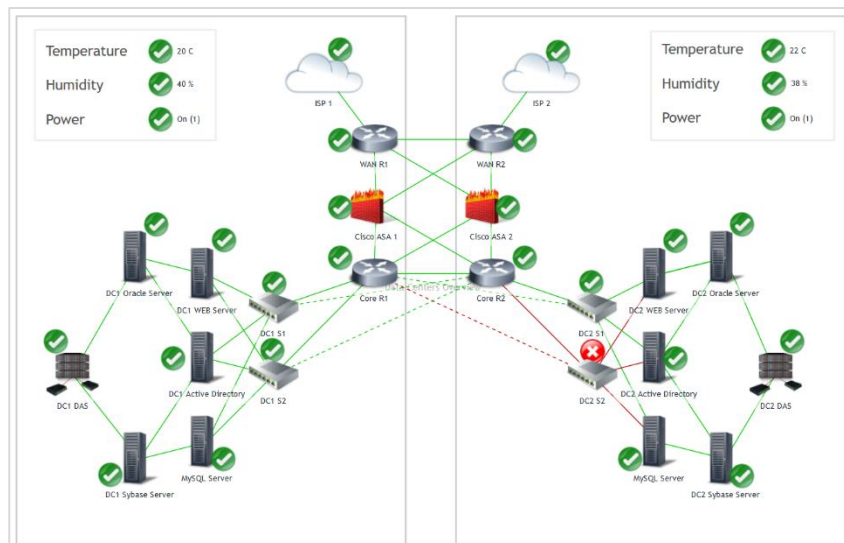 Temperature 20 C
Humidity 40 %
Power On (1)
Temperature 22 C
Humidity 38 %
Power On (1)
ISP 1
ISP 2
WAN R1
WAN R2
Cisco ASA 1
Cisco ASA 2
Core R1
Core R2
DC1 Oracle Server
DC1 WEB Server
DC1 S1
DC1 Active Directory
DC1 S2
DC1 DAS
DC1 Sybase Server
MySQL Server
DC2 WEB Server
DC2 Oracle Server
DC2 S1
DC2 S2
DC2 Active Directory
DC2 DAS
MySQL Server
DC2 Sybase Server